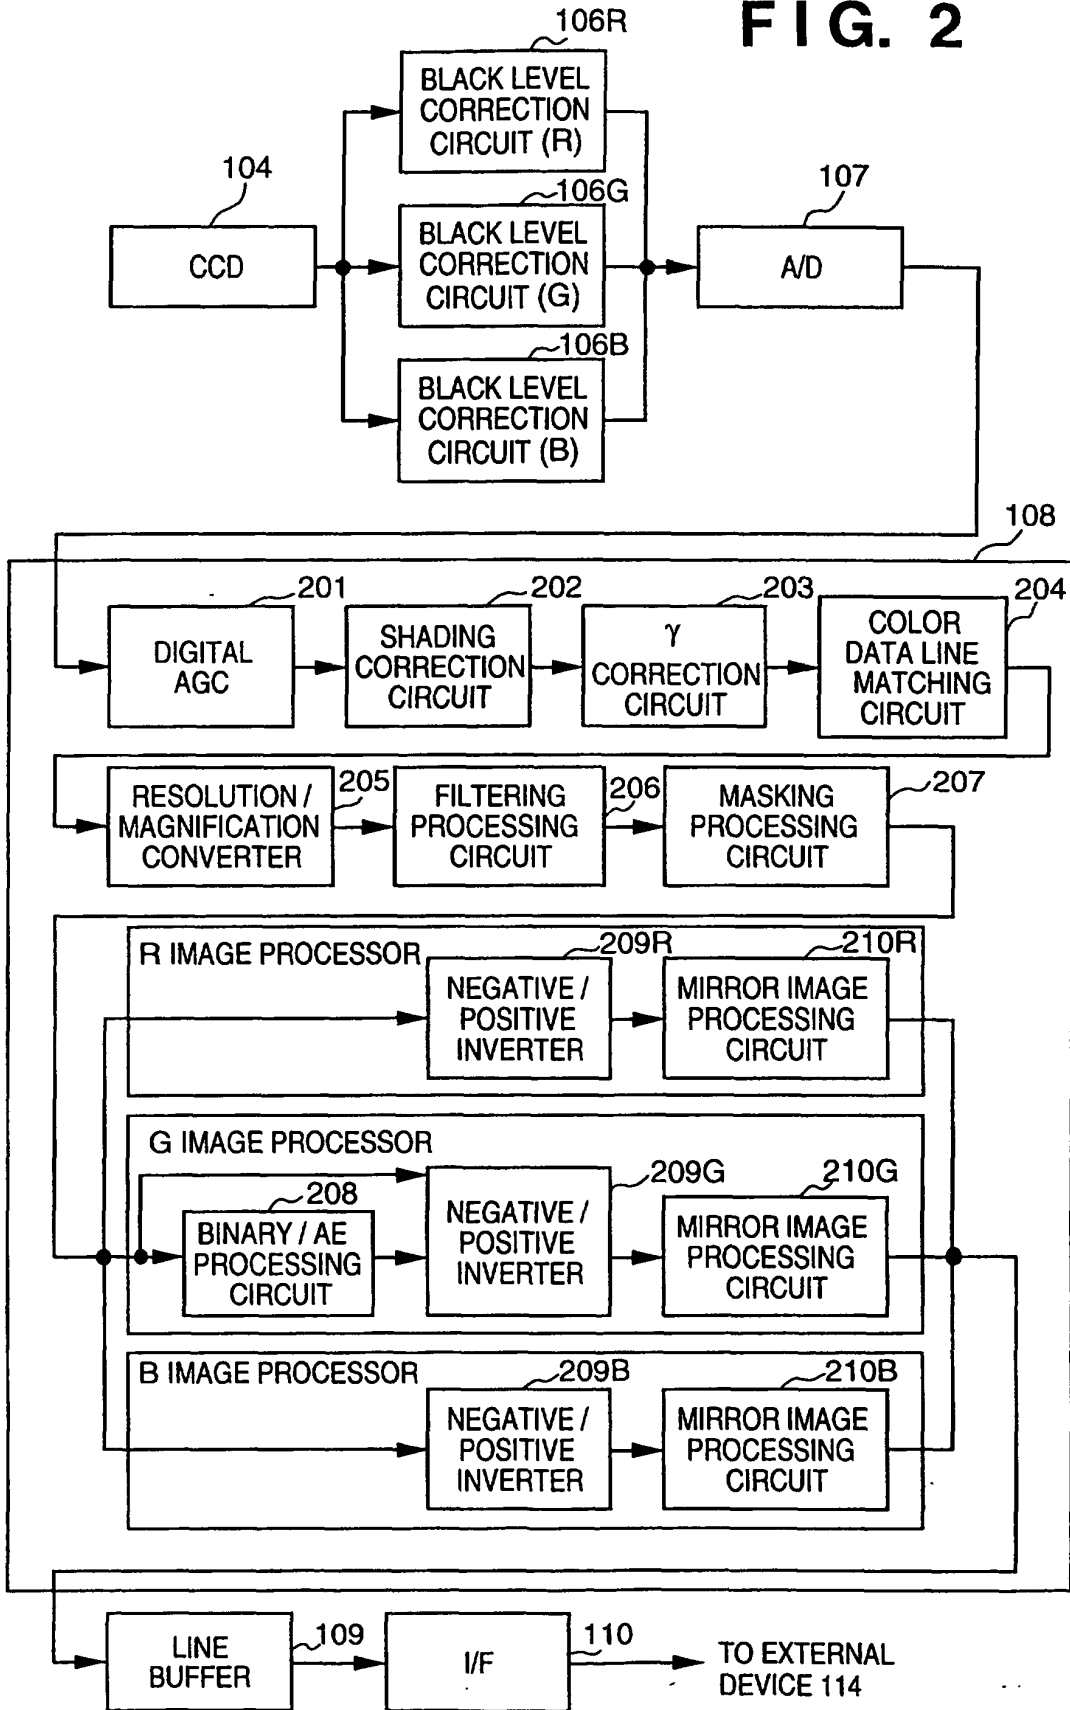 FIG. 2
106R
BLACK LEVEL
CORRECTION
CIRCUIT (R)
104
CCD
106G
BLACK LEVEL
CORRECTION
CIRCUIT (G)
107
A/D
106B
BLACK LEVEL
CORRECTION
CIRCUIT (B)
108
201
DIGITAL
AGC
202
SHADING
CORRECTION
CIRCUIT
203
γ
CORRECTION
CIRCUIT
204
COLOR
DATA LINE
MATCHING
CIRCUIT
205
RESOLUTION /
MAGNIFICATION
CONVERTER
206
FILTERING
PROCESSING
CIRCUIT
207
MASKING
PROCESSING
CIRCUIT
R IMAGE PROCESSOR
209R
NEGATIVE /
POSITIVE
INVERTER
210R
MIRROR IMAGE
PROCESSING
CIRCUIT
G IMAGE PROCESSOR
208
BINARY / AE
PROCESSING
CIRCUIT
209G
NEGATIVE /
POSITIVE
INVERTER
210G
MIRROR IMAGE
PROCESSING
CIRCUIT
B IMAGE PROCESSOR
209B
NEGATIVE /
POSITIVE
INVERTER
210B
MIRROR IMAGE
PROCESSING
CIRCUIT
LINE
BUFFER
109
I/F
110
TO EXTERNAL
DEVICE 114